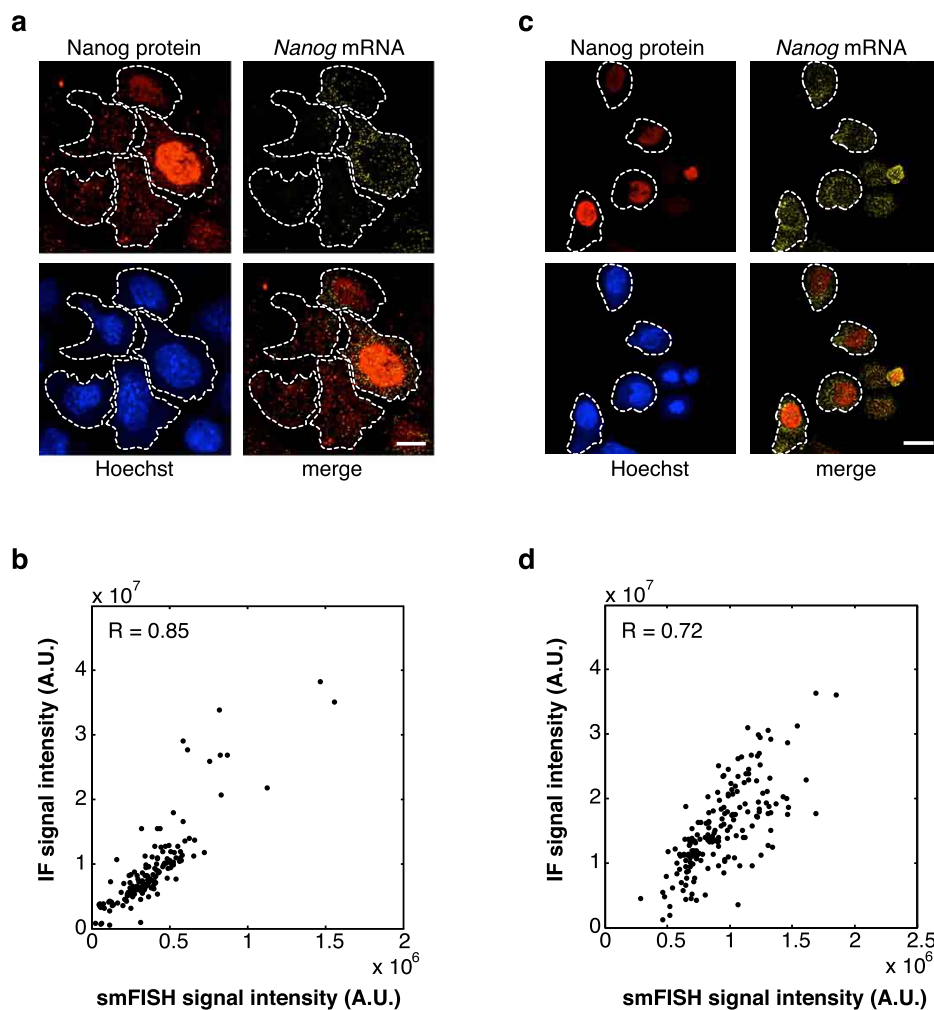 a
Nanog protein
Nanog mRNA
Hoechst
merge
c
Nanog protein
Nanog mRNA
Hoechst
merge
b
x 10^7
R = 0.85
IF signal intensity (A.U.)
4
3
2
1
0
0 0.5 1 1.5 2
x 10^6
smFISH signal intensity (A.U.)
d
x 10^7
R = 0.72
IF signal intensity (A.U.)
4
3
2
1
0
0 0.5 1.0 1.5 2 2.5
x 10^6
smFISH signal intensity (A.U.)